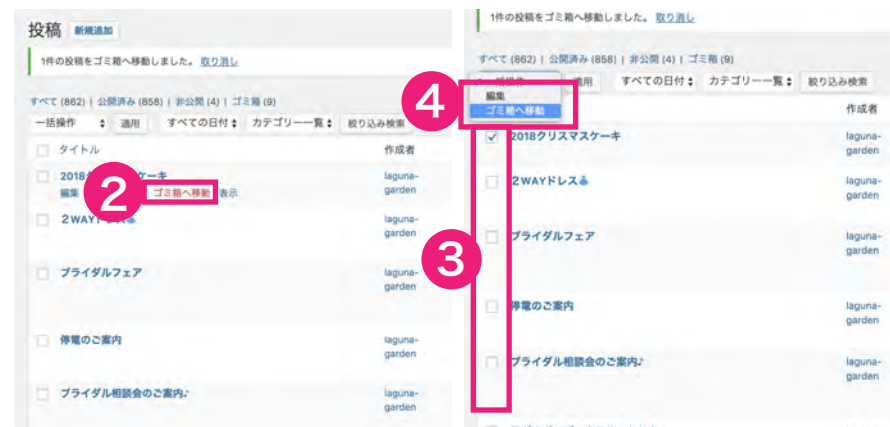 投稿 新規追加
1件の投稿をゴミ箱へ移動しました。 取り消し
すべて (862) | 公開済み (858) | 非公開 (4) | ゴミ箱 (9)
一括操作 適用 すべての日付 カテゴリー一覧 絞り込み検索
タイトル 作成者
2018 ケーキ laguna-
編集 ゴミ箱へ移動 表示 garden
2
2WAY laguna-
garden
ブライダルフェア laguna-
garden
停電のご案内 laguna-
garden
ブライダル相談会のご案内♪ laguna-
garden
1件の投稿をゴミ箱へ移動しました。 取り消し
すべて (862) | 公開済み (858) | 非公開 (4) | ゴミ箱 (9)
適用 すべての日付 カテゴリー一覧 絞り込み検索
4
編集
ゴミ箱へ移動
作成者
2018クリスマスケーキ laguna-
garden
2WAYドレス👗 laguna-
garden
3
ブライダルフェア laguna-
garden
停電のご案内 laguna-
garden
ブライダル相談会のご案内♪ laguna-
garden